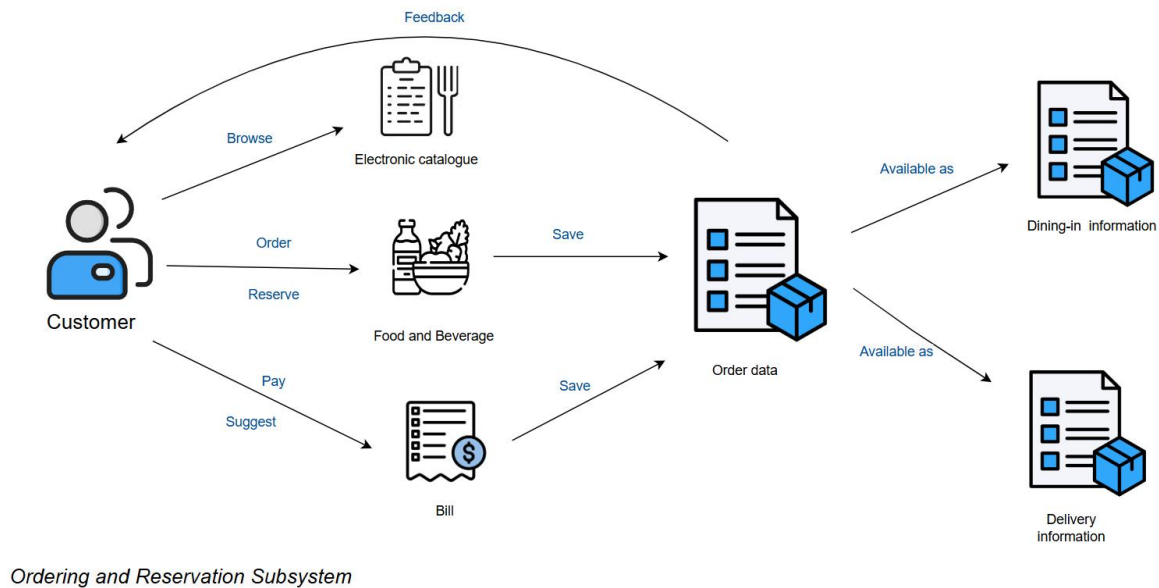 Feedback
Browse
Electronic catalogue
Available as
Dining-in information
Order
Save
Reserve
Customer
Food and Beverage
Available as
Order data
Pay
Save
Suggest
$
Bill
Delivery
information
Ordering and Reservation Subsystem